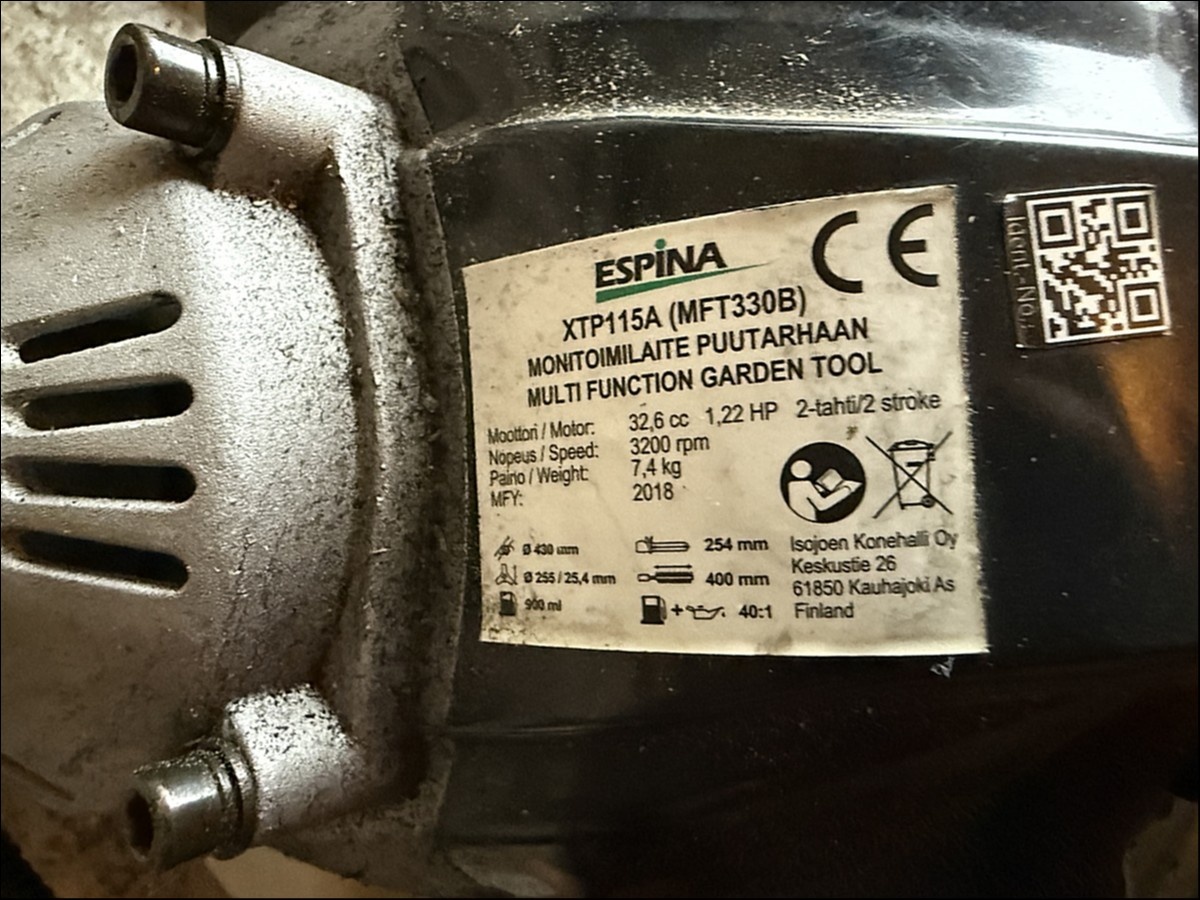 ESPINA
CE
XTP115A (MFT330B)
MONITOIMILAITE PUUTARHAAN
MULTI FUNCTION GARDEN TOOL
Moottori / Motor: 32,6 cc 1,22 HP 2-tahti/2 stroke
Nopeus / Speed: 3200 rpm
Paino / Weight: 7,4 kg
MFY: 2018
Ø 430 mm
Ø 255 / 25,4 mm
900 ml
254 mm
400 mm
+ 40:1
Isojoen Konehalli Oy
Keskustie 26
61850 Kauhajoki As
Finland
Ident.-No.: